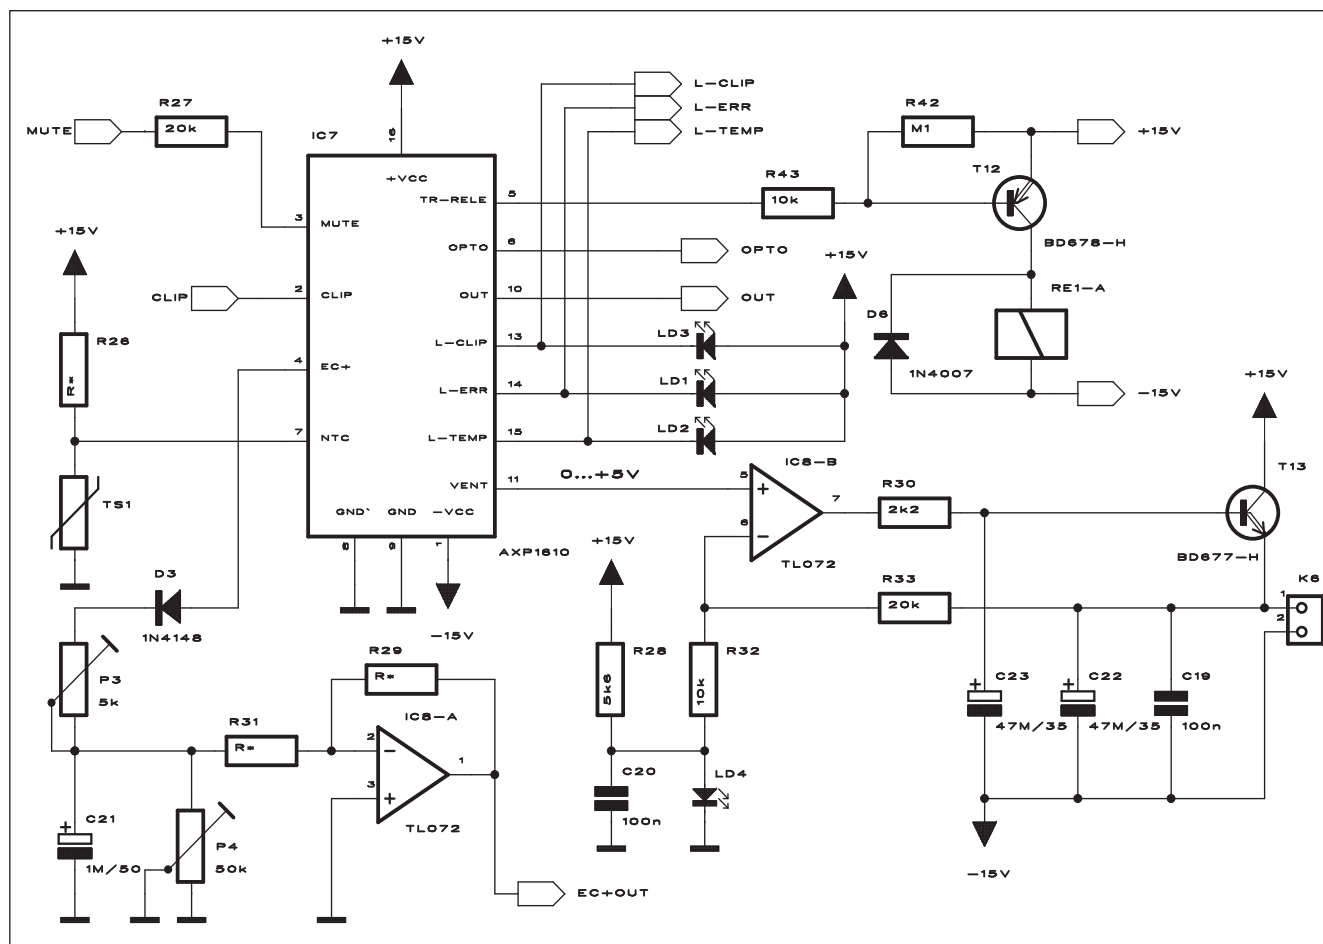 +15V
L-CLIP
L-ERR
L-TEMP
R27
20k
MUTE
IC7
16
+VCC
R42
M1
+15V
T12
R43
10k
TR-RELE
5
3
MUTE
+15V
OPTO
6
OPTO
BD678-H
+15V
CLIP
2
CLIP
OUT
10
OUT
RE1-A
D6
R26
R*
L-CLIP
13
LD3
4
EC+
1N4007
L-ERR
14
LD1
-15V
+15V
7
NTC
L-TEMP
15
LD2
VENT
11
0...+5V
5
+
IC8-B
T13
TS1
GND`
GND
-VCC
8
9
1
AXP1610
6
-
7
R30
2k2
TL072
BD677-H
+15V
D3
1N4148
R33
20k
K6
1
2
-15V
P3
5k
R29
R*
R28
5k6
R32
10k
C23
+
47M/35
C22
+
47M/35
C19
100n
R31
R*
IC8-A
2
-
3
+
1
TL072
C20
100n
LD4
C21
+
1M/50
P4
50k
-15V
EC+OUT